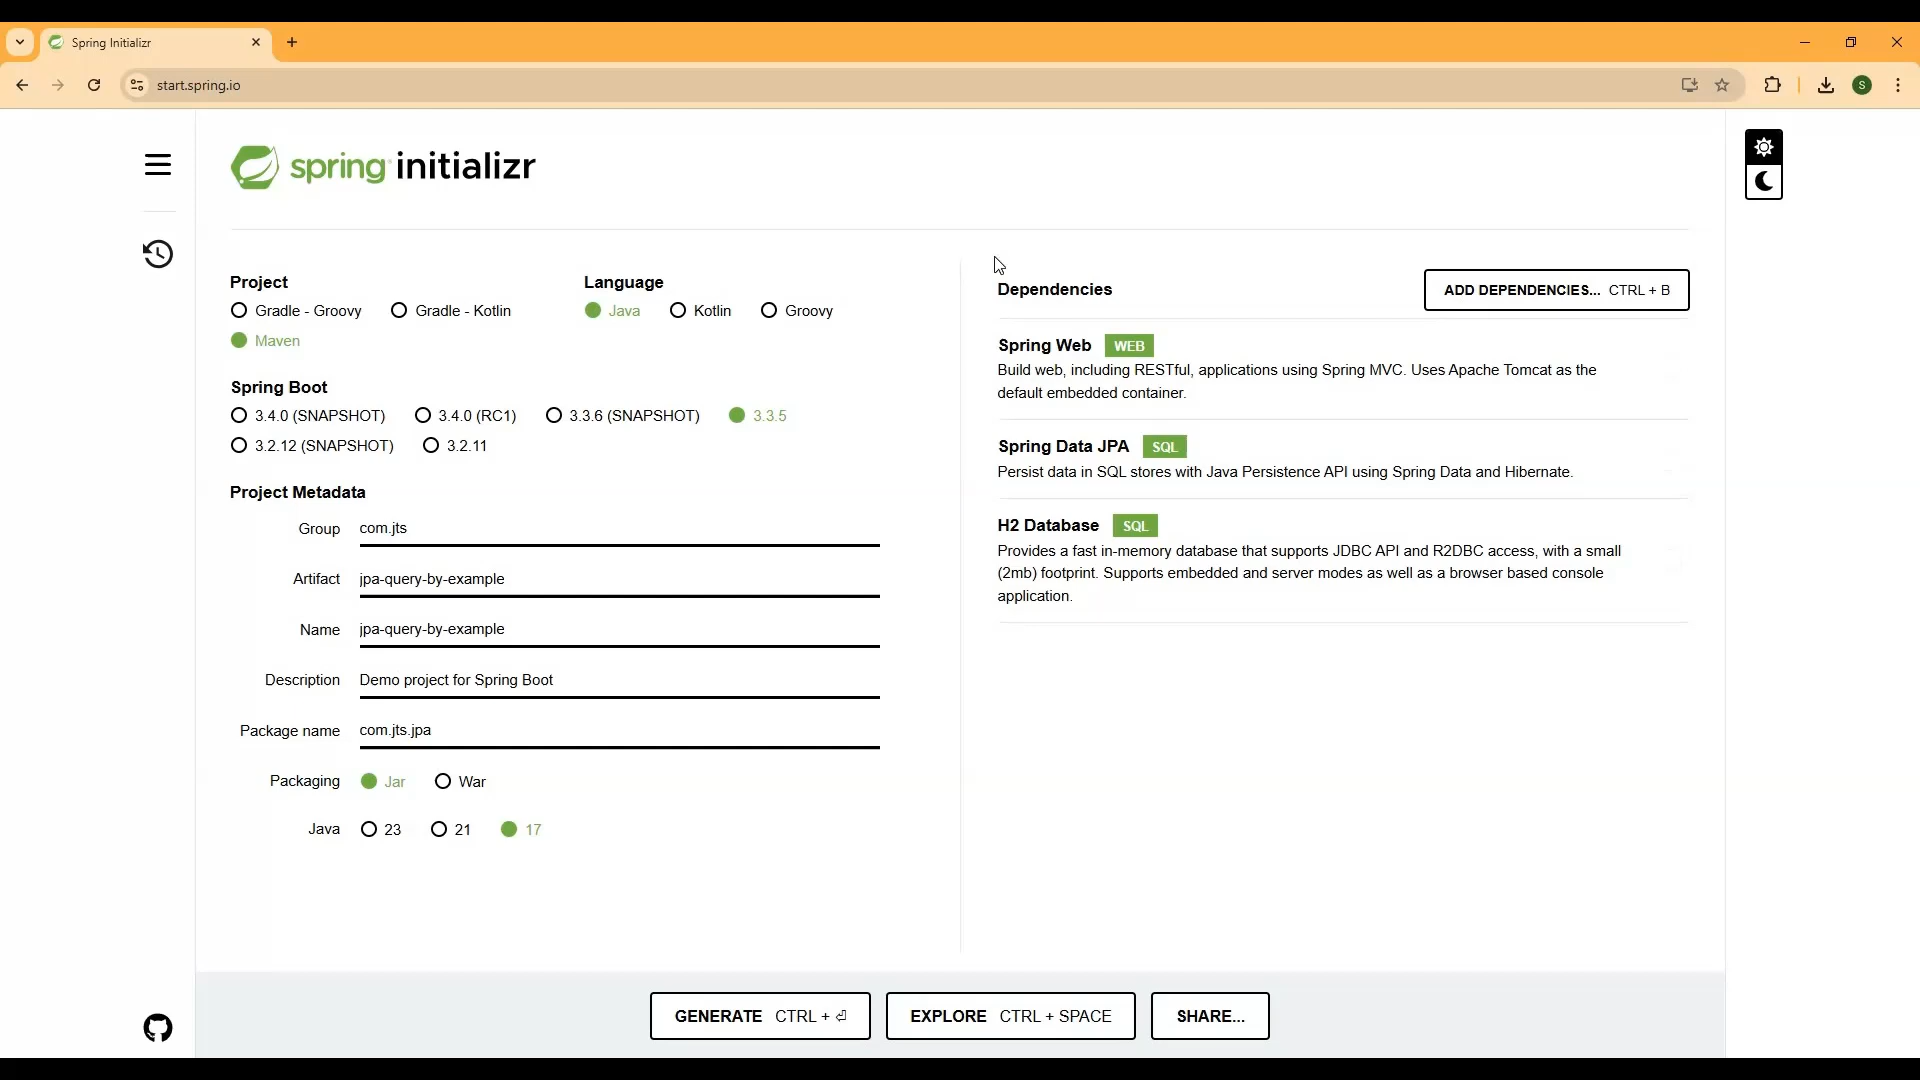 Spring Initializr
start.spring.io
S
spring initializr
Project
Gradle - Groovy
Gradle - Kotlin
Maven
Language
Java
Kotlin
Groovy
Spring Boot
3.4.0 (SNAPSHOT)
3.4.0 (RC1)
3.3.6 (SNAPSHOT)
3.3.5
3.2.12 (SNAPSHOT)
3.2.11
Project Metadata
Group com.jts
Artifact jpa-query-by-example
Name jpa-query-by-example
Description Demo project for Spring Boot
Package name com.jts.jpa
Packaging Jar War
Java 23 21 17
Dependencies
ADD DEPENDENCIES... CTRL + B
Spring Web WEB
Build web, including RESTful, applications using Spring MVC. Uses Apache Tomcat as the
default embedded container.
Spring Data JPA SQL
Persist data in SQL stores with Java Persistence API using Spring Data and Hibernate.
H2 Database SQL
Provides a fast in-memory database that supports JDBC API and R2DBC access, with a small
(2mb) footprint. Supports embedded and server modes as well as a browser based console
application.
GENERATE CTRL + ⏎
EXPLORE CTRL + SPACE
SHARE...